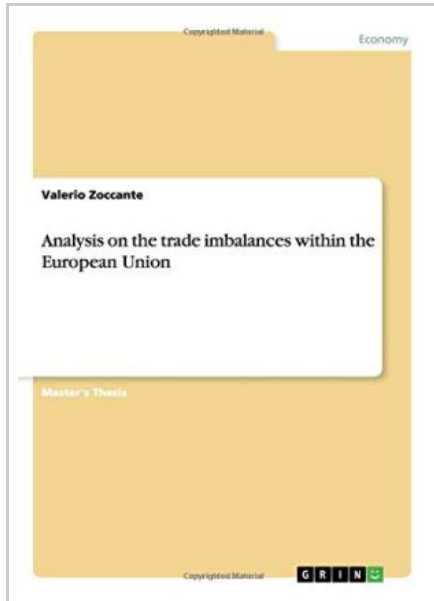 Copyrighted Material
Economy
Valerio Zoccante
Analysis on the trade imbalances within the
European Union
Master's Thesis
Copyrighted Material
GRIN